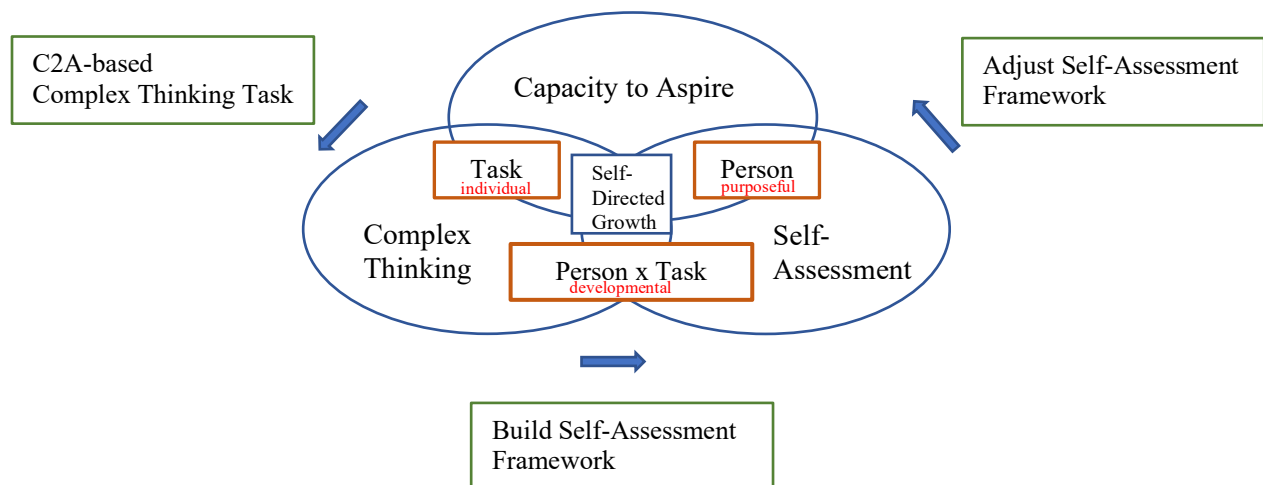 C2A-based
Complex Thinking Task
Capacity to Aspire
Adjust Self-Assessment
Framework
Task
individual
Self-
Directed
Growth
Person
purposeful
Complex
Thinking
Self-
Assessment
Person x Task
developmental
Build Self-Assessment
Framework